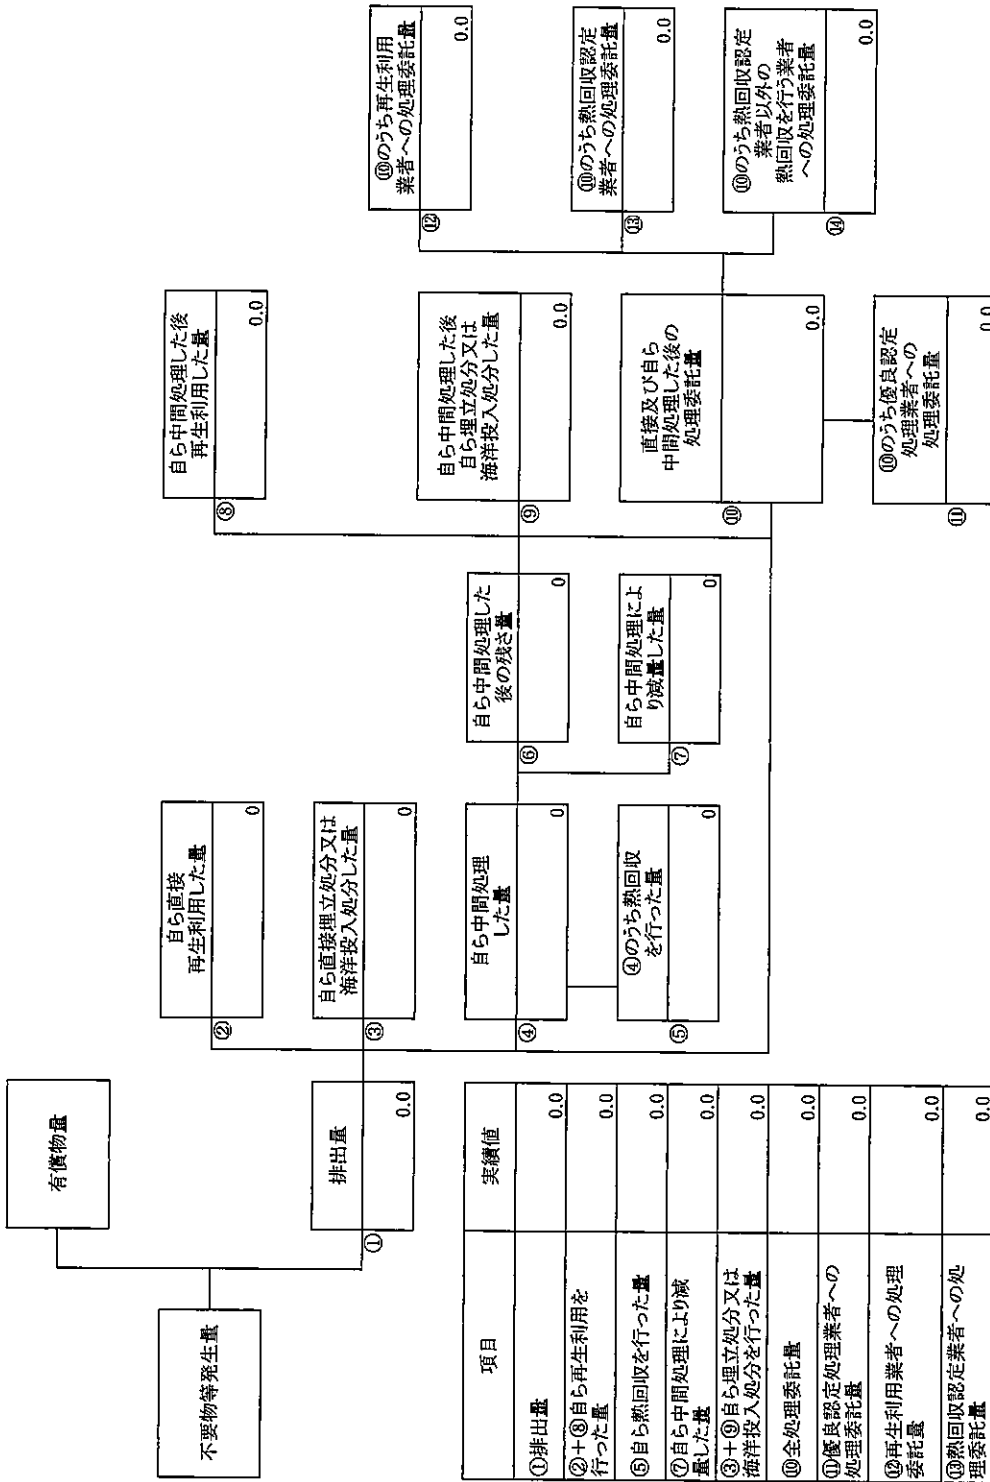 不要物等発生量
有償物量
排出量
①
0.0
自ら直接
再生利用した量
②
0
自ら直接埋立処分又は
海洋投入処分した量
③
0
自ら中間処理
した量
④
0
④のうち熱回収
を行った量
⑤
0
自ら中間処理した
後の残さ量
⑥
0
自ら中間処理によ
り減量した量
⑦
0
自ら中間処理した後
再生利用した量
⑧
0.0
自ら中間処理した後
自ら埋立処分又は
海洋投入処分した量
⑨
0.0
直接及び自ら
中間処理した後の
処理委託量
⑩
0.0
⑩のうち優良認定
処理業者への
処理委託量
⑪
0.0
⑩のうち再生利用
業者への処理委託量
⑫
0.0
⑩のうち熱回収認定
業者への処理委託量
⑬
0.0
⑩のうち熱回収認定
業者以外の
熱回収を行う業者
への処理委託量
⑭
0.0
項目 実績値
①排出量 0.0
②+⑧自ら再生利用を
行った量 0.0
⑤自ら熱回収を行った量 0.0
⑦自ら中間処理により減
量した量 0.0
③+⑨自ら埋立処分又は
海洋投入処分を行った量 0.0
⑩全処理委託量 0.0
⑪優良認定処理業者への
処理委託量 0.0
⑫再生利用業者への処理
委託量 0.0
⑬熱回収認定業者への処
理委託量 0.0